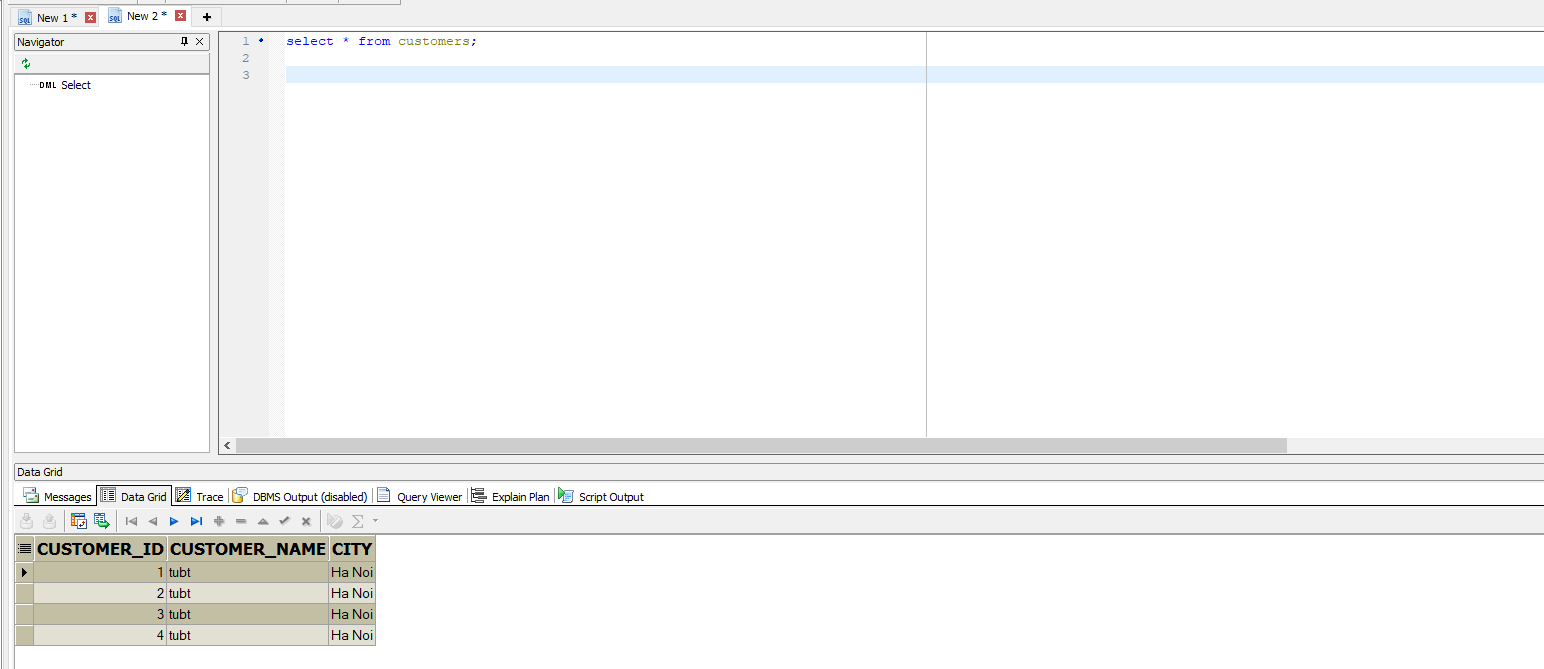 New 1 * New 2 * +
Navigator
DML Select
1 select * from customers;
2
3
Data Grid
Messages Data Grid Trace DBMS Output (disabled) Query Viewer Explain Plan Script Output
CUSTOMER_ID CUSTOMER_NAME CITY
1 tubt Ha Noi
2 tubt Ha Noi
3 tubt Ha Noi
4 tubt Ha Noi